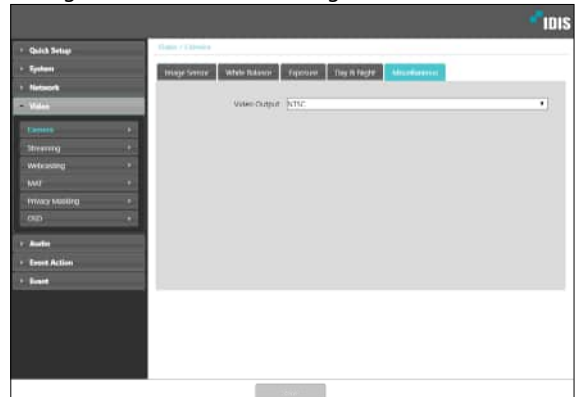 IDIS
Quick Setup
System
Network
Video
Camera
Streaming
Webcasting
MAT
Privacy Masking
OSD
Audio
Event Action
Event
Video / Camera
Image Sensor
White Balance
Exposure
Day & Night
Miscellaneous
Video Output
NTSC